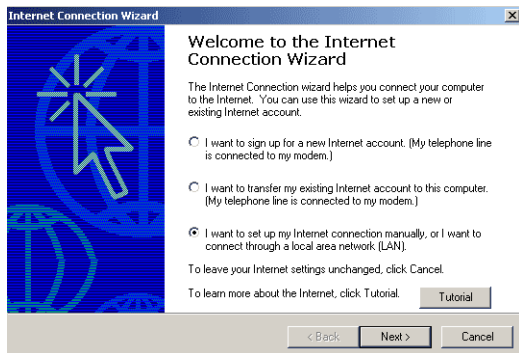 Internet Connection Wizard
Welcome to the Internet
Connection Wizard
The Internet Connection wizard helps you connect your computer
to the Internet. You can use this wizard to set up a new or
existing Internet account.
I want to sign up for a new Internet account. (My telephone line
is connected to my modem.)
I want to transfer my existing Internet account to this computer.
(My telephone line is connected to my modem.)
I want to set up my Internet connection manually, or I want to
connect through a local area network (LAN).
To leave your Internet settings unchanged, click Cancel.
To learn more about the Internet, click Tutorial.
Tutorial
< Back
Next >
Cancel